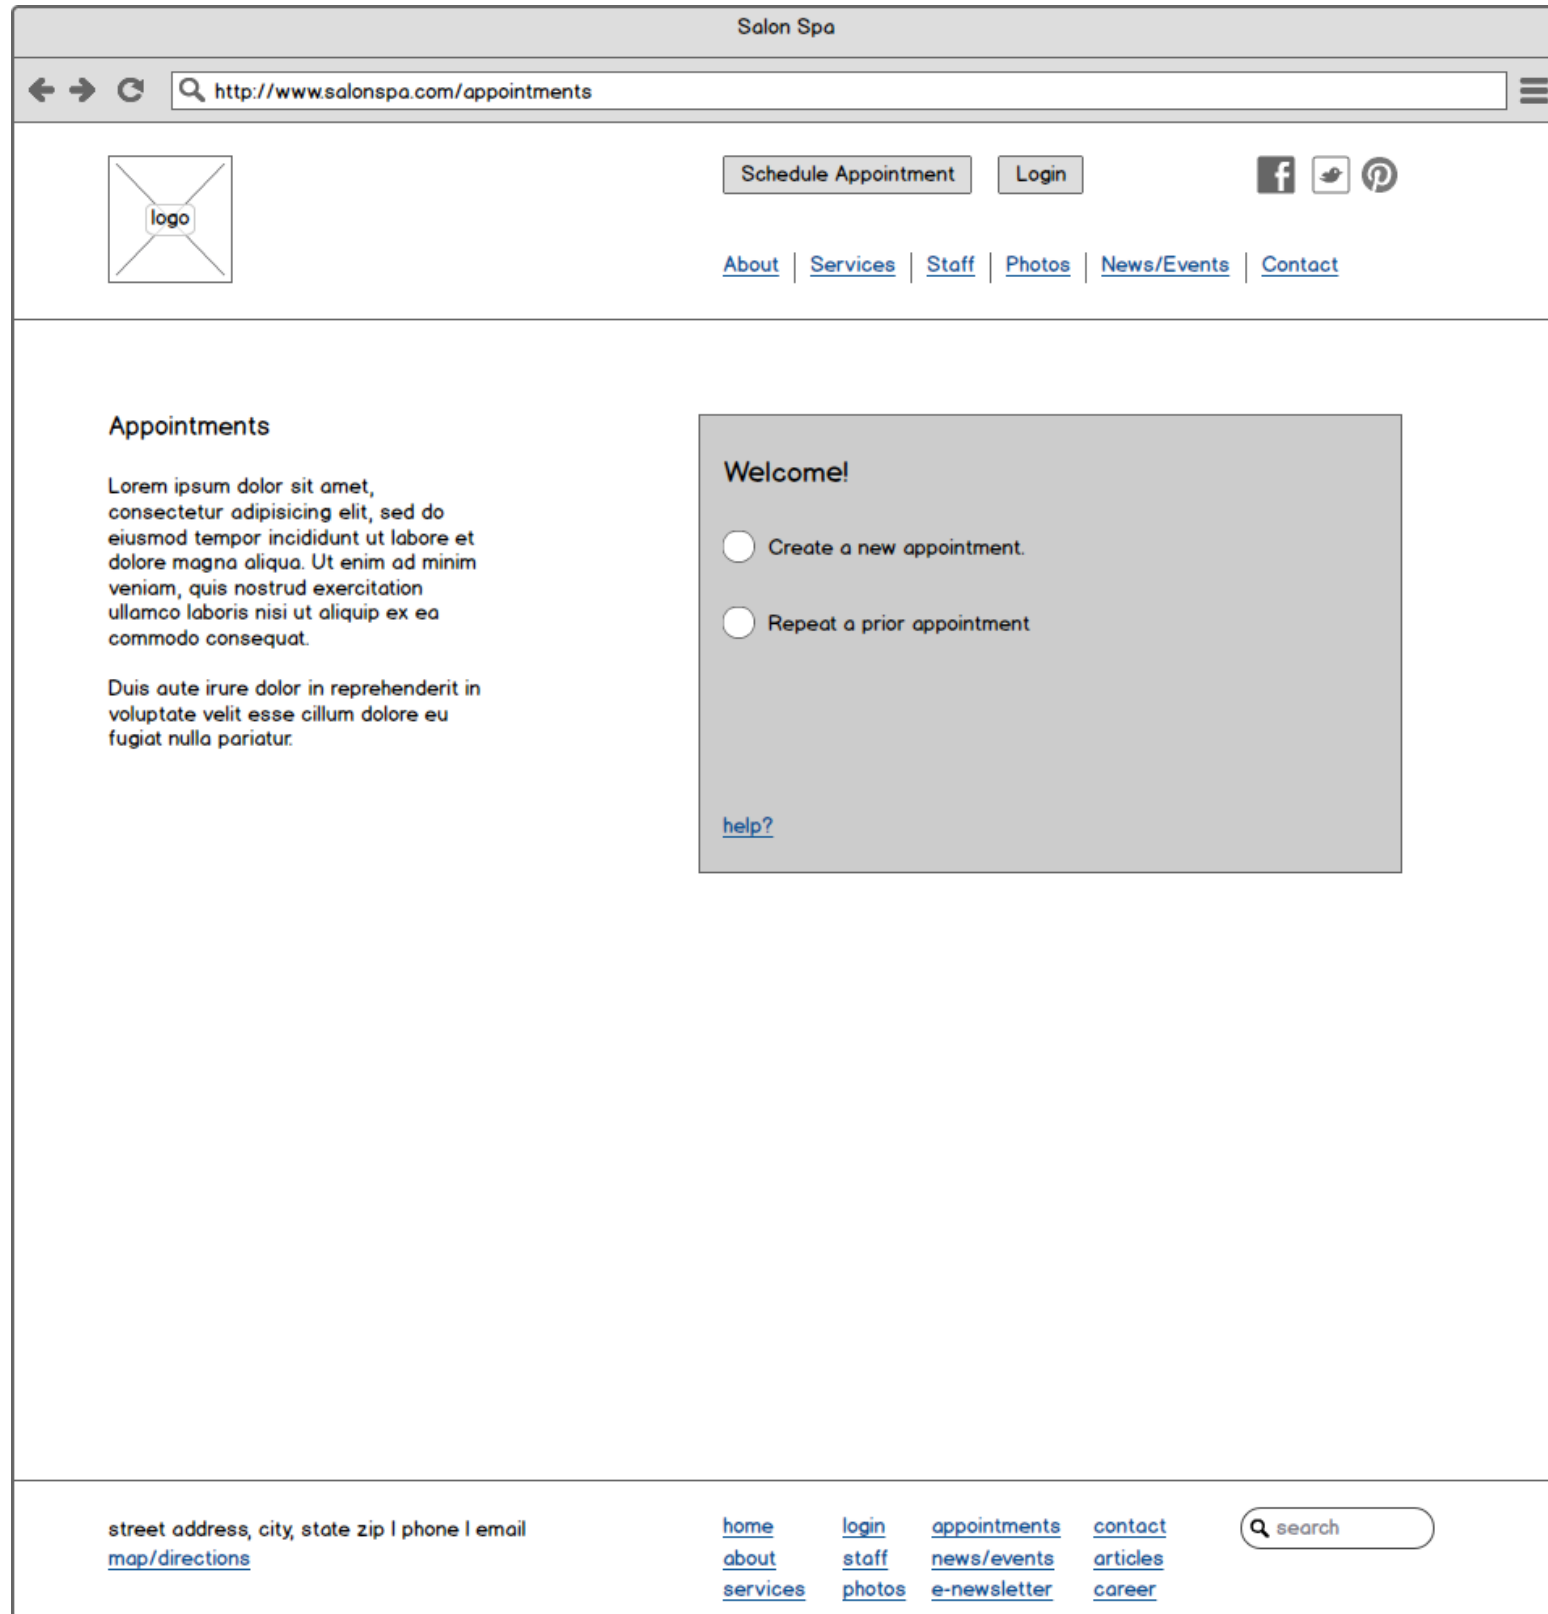 Salon Spa
http://www.salonspa.com/appointments
logo
Schedule Appointment
Login
About
Services
Staff
Photos
News/Events
Contact
Appointments
Lorem ipsum dolor sit amet,
consectetur adipisicing elit, sed do
eiusmod tempor incididunt ut labore et
dolore magna aliqua. Ut enim ad minim
veniam, quis nostrud exercitation
ullamco laboris nisi ut aliquip ex ea
commodo consequat.
Duis aute irure dolor in reprehenderit in
voluptate velit esse cillum dolore eu
fugiat nulla pariatur.
Welcome!
Create a new appointment.
Repeat a prior appointment
help?
street address, city, state zip | phone | email
map/directions
home
about
services
login
staff
photos
appointments
news/events
e-newsletter
contact
articles
career
search